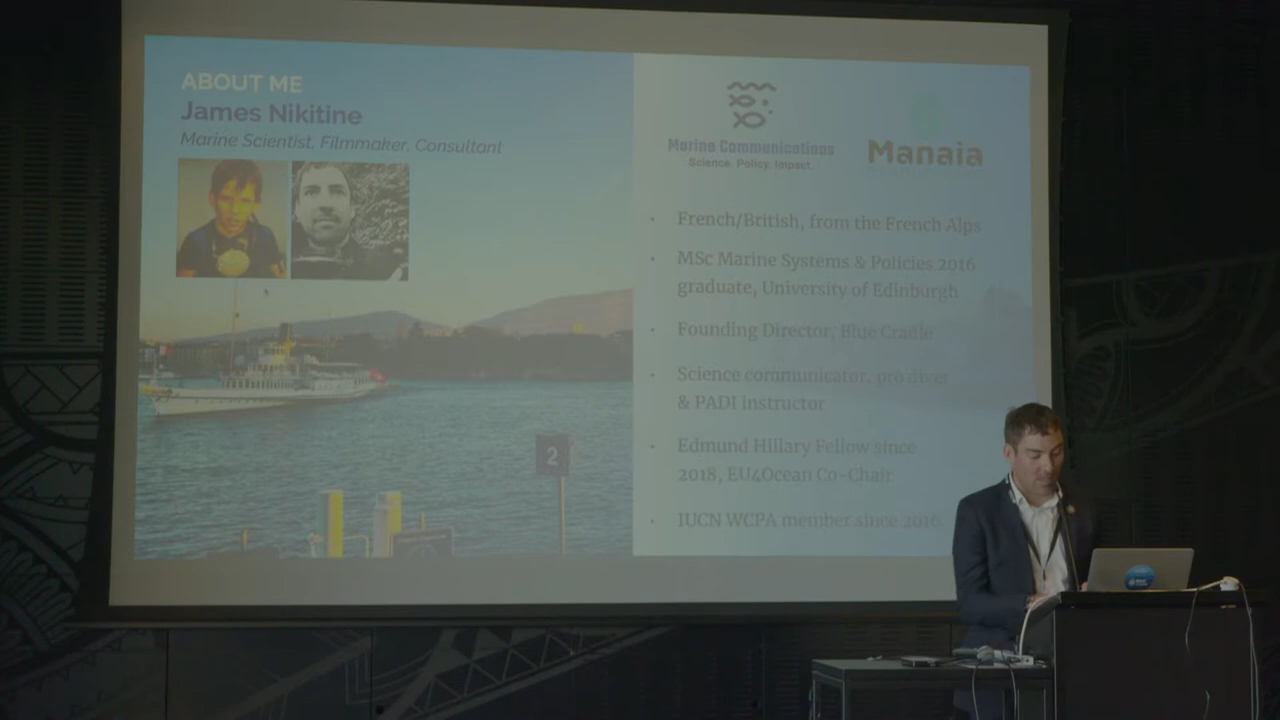 ABOUT ME
James Nikitine
Marine Scientist, Filmmaker, Consultant
Marine Communications
Science. Policy. Impact.
Manaia
French/British, from the French Alps
MSc Marine Systems & Policies 2016
graduate, University of Edinburgh
Founding Director, Blue Cradle
Science communicator, pro diver
& PADI instructor
Edmund Hillary Fellow since
2018, EU4Ocean Co-Chair
IUCN WCPA member since 2016.
2